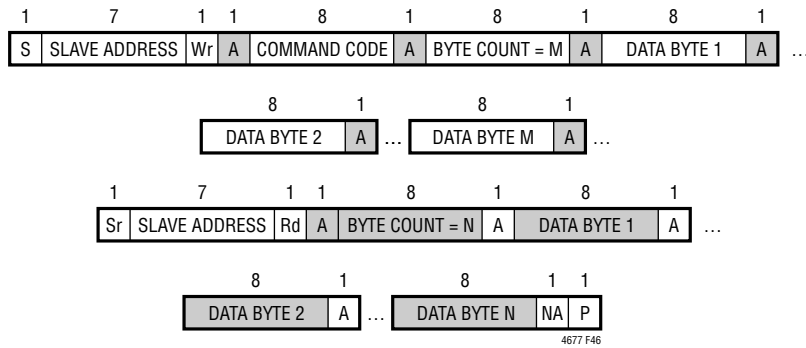 1 7 1 1 8 1 8 1 8 1
S SLAVE ADDRESS Wr A COMMAND CODE A BYTE COUNT = M A DATA BYTE 1 A …
8 1 8 1
DATA BYTE 2 A … DATA BYTE M A …
1 7 1 1 8 1 8 1
Sr SLAVE ADDRESS Rd A BYTE COUNT = N A DATA BYTE 1 A …
8 1 8 1 1
DATA BYTE 2 A … DATA BYTE N NA P
4677 F46